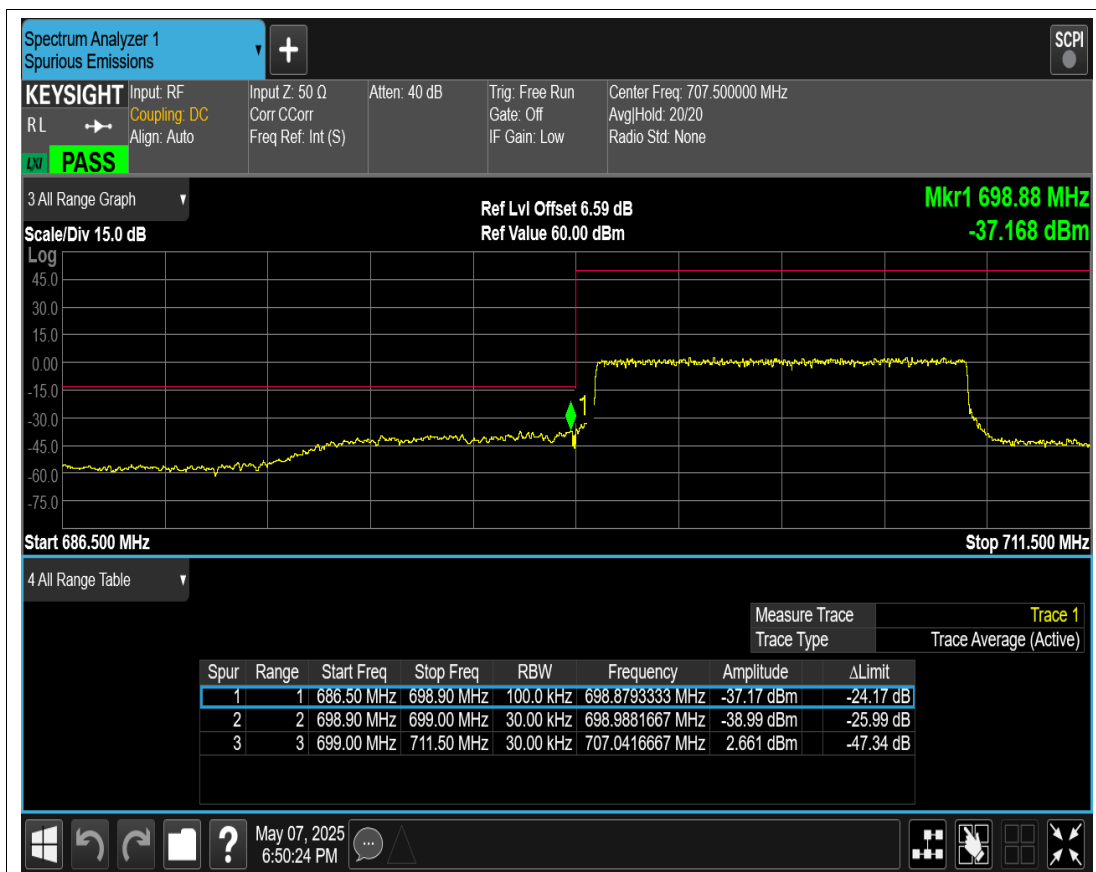 Spectrum Analyzer 1
Spurious Emissions
SCPI
KEYSIGHT
R L
LXI PASS
Input: RF
Coupling: DC
Align: Auto
Input Z: 50 Ω
Corr CCorr
Freq Ref: Int (S)
Atten: 40 dB
Trig: Free Run
Gate: Off
IF Gain: Low
Center Freq: 707.500000 MHz
Avg|Hold: 20/20
Radio Std: None
3 All Range Graph
Scale/Div 15.0 dB
Ref Lvl Offset 6.59 dB
Ref Value 60.00 dBm
Mkr1 698.88 MHz
-37.168 dBm
Log
45.0
30.0
15.0
0.00
-15.0
-30.0
-45.0
-60.0
-75.0
1
Start 686.500 MHz
Stop 711.500 MHz
4 All Range Table
Measure Trace Trace 1
Trace Type Trace Average (Active)
Spur Range Start Freq Stop Freq RBW Frequency Amplitude ΔLimit
1 1 686.50 MHz 698.90 MHz 100.0 kHz 698.8793333 MHz -37.17 dBm -24.17 dB
2 2 698.90 MHz 699.00 MHz 30.00 kHz 698.9881667 MHz -38.99 dBm -25.99 dB
3 3 699.00 MHz 711.50 MHz 30.00 kHz 707.0416667 MHz 2.661 dBm -47.34 dB
?
May 07, 2025
6:50:24 PM